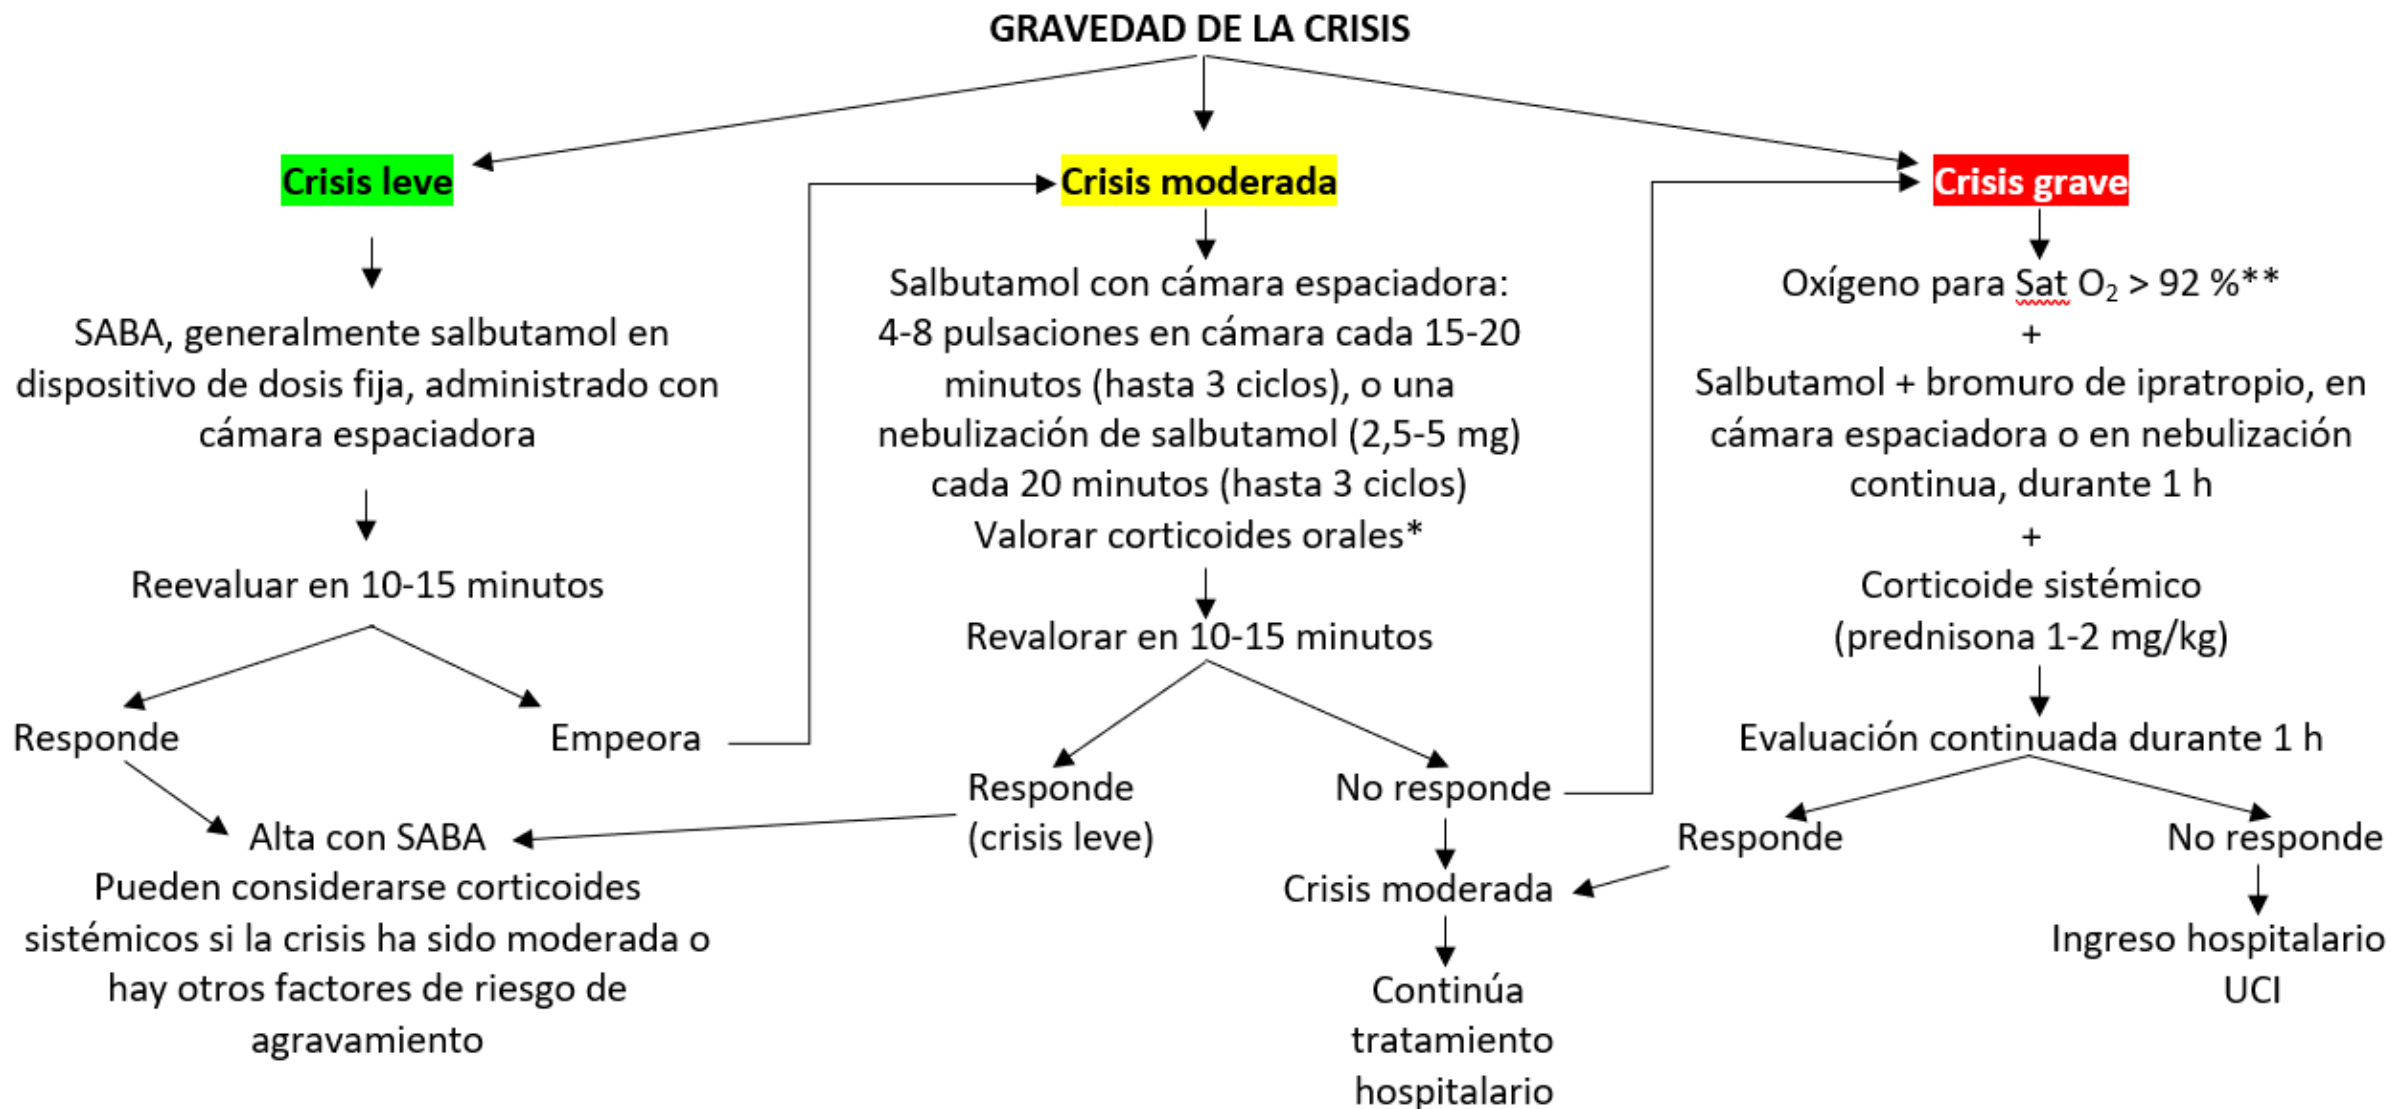 GRAVEDAD DE LA CRISIS
Crisis leve
SABA, generalmente salbutamol en
dispositivo de dosis fija, administrado con
cámara espaciadora
Reevaluar en 10-15 minutos
Responde
Empeora
Alta con SABA
Pueden considerarse corticoides
sistémicos si la crisis ha sido moderada o
hay otros factores de riesgo de
agravamiento
Crisis moderada
Salbutamol con cámara espaciadora:
4-8 pulsaciones en cámara cada 15-20
minutos (hasta 3 ciclos), o una
nebulización de salbutamol (2,5-5 mg)
cada 20 minutos (hasta 3 ciclos)
Valorar corticoides orales*
Revalorar en 10-15 minutos
Responde
(crisis leve)
No responde
Crisis moderada
Continúa
tratamiento
hospitalario
Crisis grave
Oxígeno para Sat O₂ > 92 %**
+
Salbutamol + bromuro de ipratropio, en
cámara espaciadora o en nebulización
continua, durante 1 h
+
Corticoide sistémico
(prednisona 1-2 mg/kg)
Evaluación continuada durante 1 h
Responde
No responde
Ingreso hospitalario
UCI